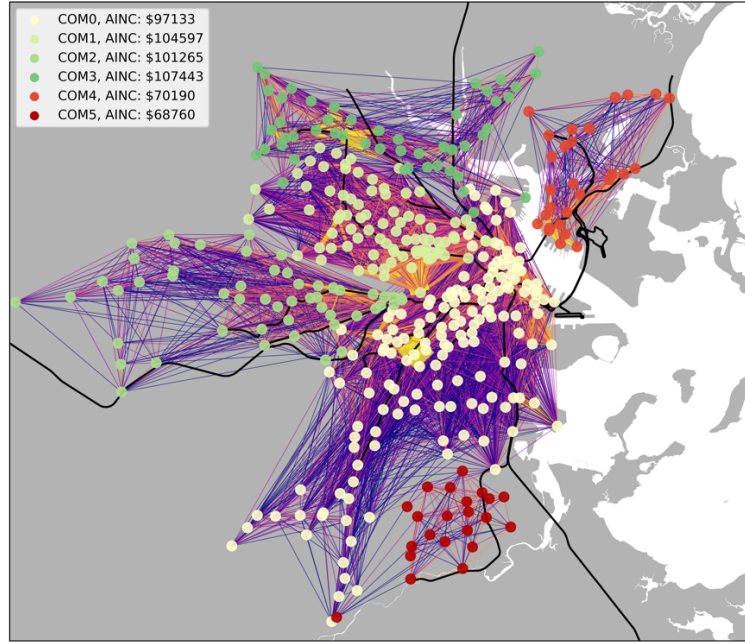 COM0, AINC: $97133
COM1, AINC: $104597
COM2, AINC: $101265
COM3, AINC: $107443
COM4, AINC: $70190
COM5, AINC: $68760